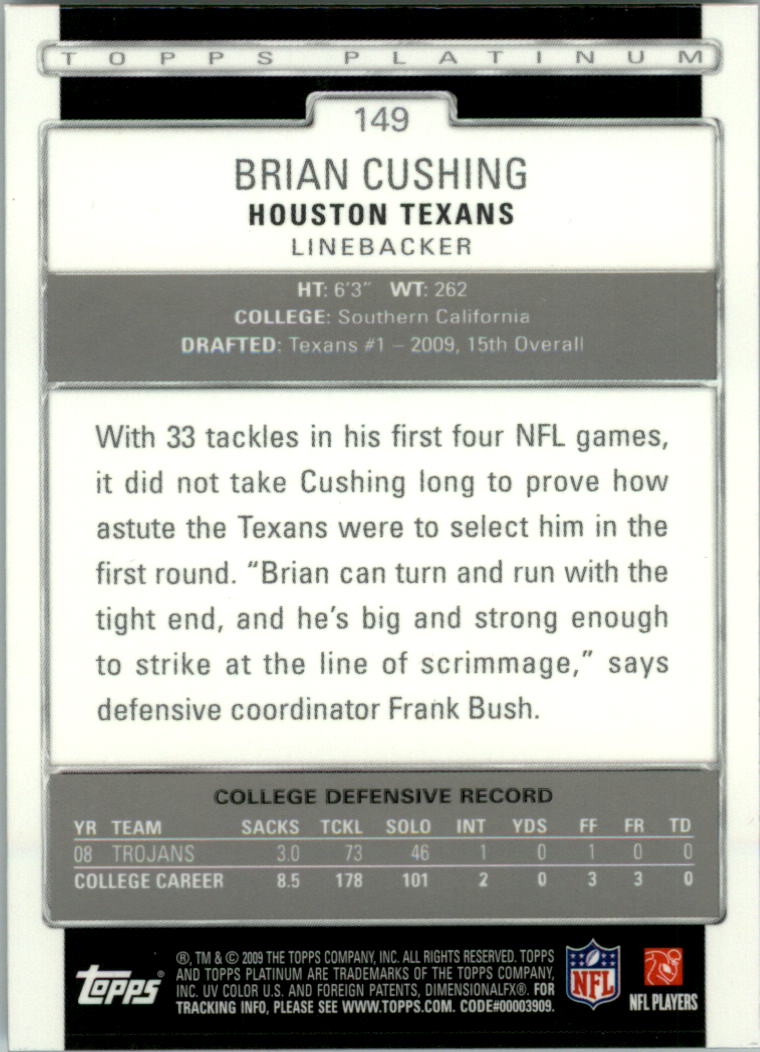 TOPPS PLATINUM
149
BRIAN CUSHING
HOUSTON TEXANS
LINEBACKER
HT: 6'3" WT: 262
COLLEGE: Southern California
DRAFTED: Texans #1 – 2009, 15th Overall
With 33 tackles in his first four NFL games,
it did not take Cushing long to prove how
astute the Texans were to select him in the
first round. “Brian can turn and run with the
tight end, and he’s big and strong enough
to strike at the line of scrimmage,” says
defensive coordinator Frank Bush.
COLLEGE DEFENSIVE RECORD
YR TEAM SACKS TCKL SOLO INT YDS FF FR TD
08 TROJANS 3.0 73 46 1 0 1 0 0
COLLEGE CAREER 8.5 178 101 2 0 3 3 0
®, TM & © 2009 THE TOPPS COMPANY, INC. ALL RIGHTS RESERVED. TOPPS
AND TOPPS PLATINUM ARE TRADEMARKS OF THE TOPPS COMPANY,
INC. UV COLOR U.S. AND FOREIGN PATENTS, DIMENSIONALFX®. FOR
TRACKING INFO, PLEASE SEE WWW.TOPPS.COM. CODE#00003909.
topps®
NFL
NFL PLAYERS